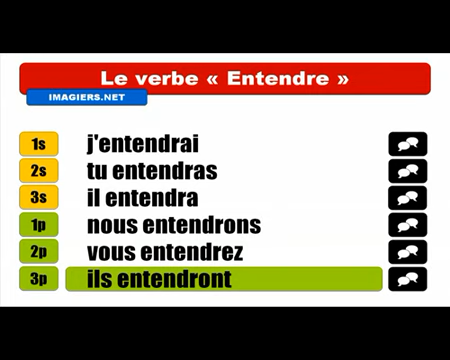 Le verbe « Entendre »
IMAGIERS.NET
1s j'entendrai
2s tu entendras
3s il entendra
1p nous entendrons
2p vous entendrez
3p ils entendront